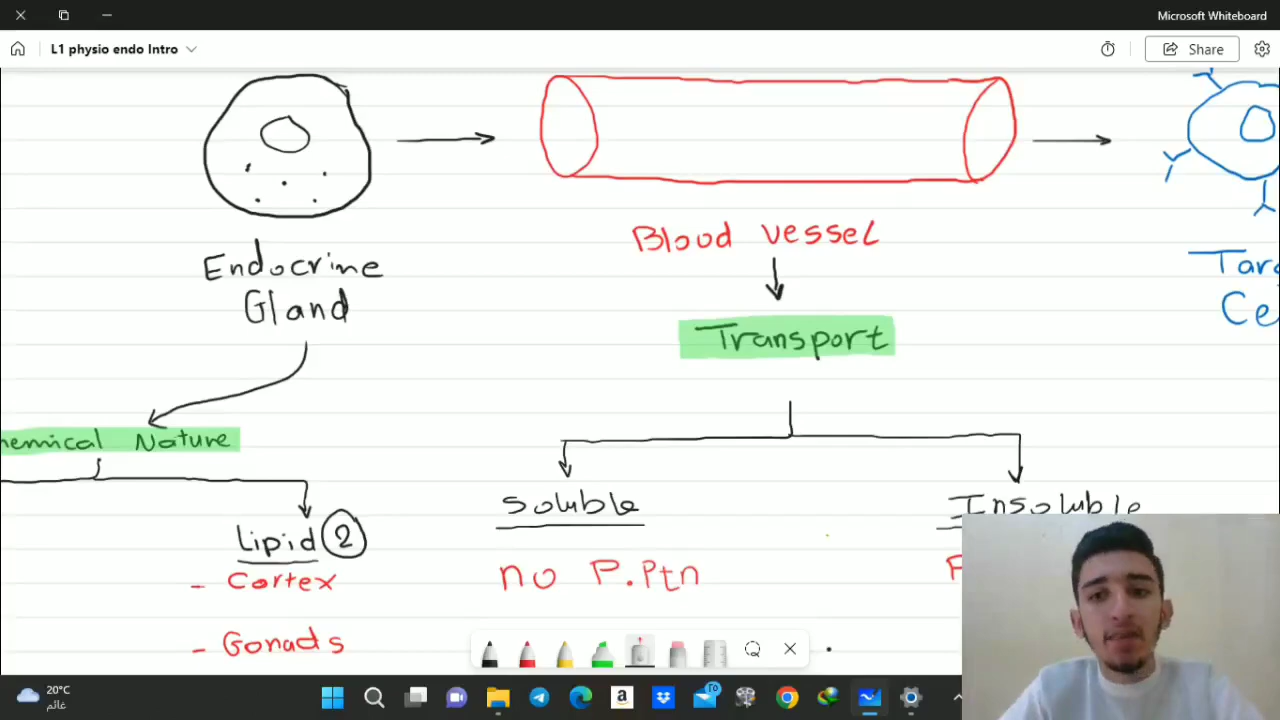 Microsoft Whiteboard
L1 physio endo Intro
Share
Endocrine
Gland
Blood vessel
Transport
Chemical Nature
Lipid 2
- Cortex
- Gonads
Soluble
no P.Ptn
Insoluble
20°C
غائم